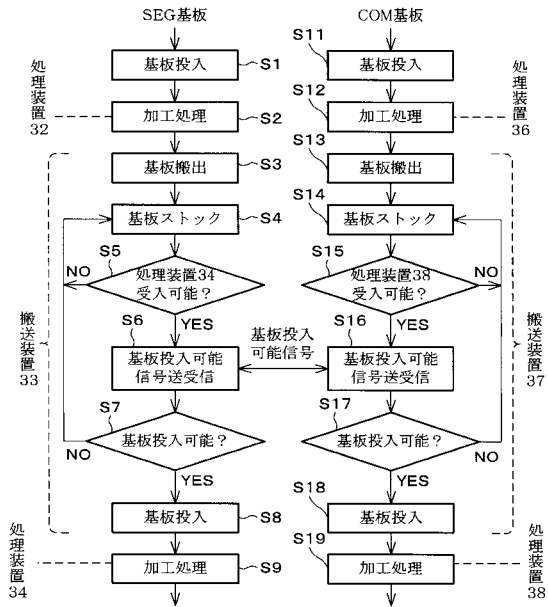 SEG基板
COM基板
基板投入
S1
S11
基板投入
処理装置32
加工処理
S2
S12
加工処理
処理装置36
基板搬出
S3
S13
基板搬出
基板ストック
S4
S14
基板ストック
S5
NO
処理装置34
受入可能?
YES
S15
処理装置38
受入可能?
NO
YES
搬送装置33
搬送装置37
S6
基板投入可能
信号送受信
基板投入
可能信号
S16
基板投入可能
信号送受信
S7
基板投入可能?
NO
YES
S17
基板投入可能?
NO
YES
基板投入
S8
S18
基板投入
処理装置34
加工処理
S9
S19
加工処理
処理装置38